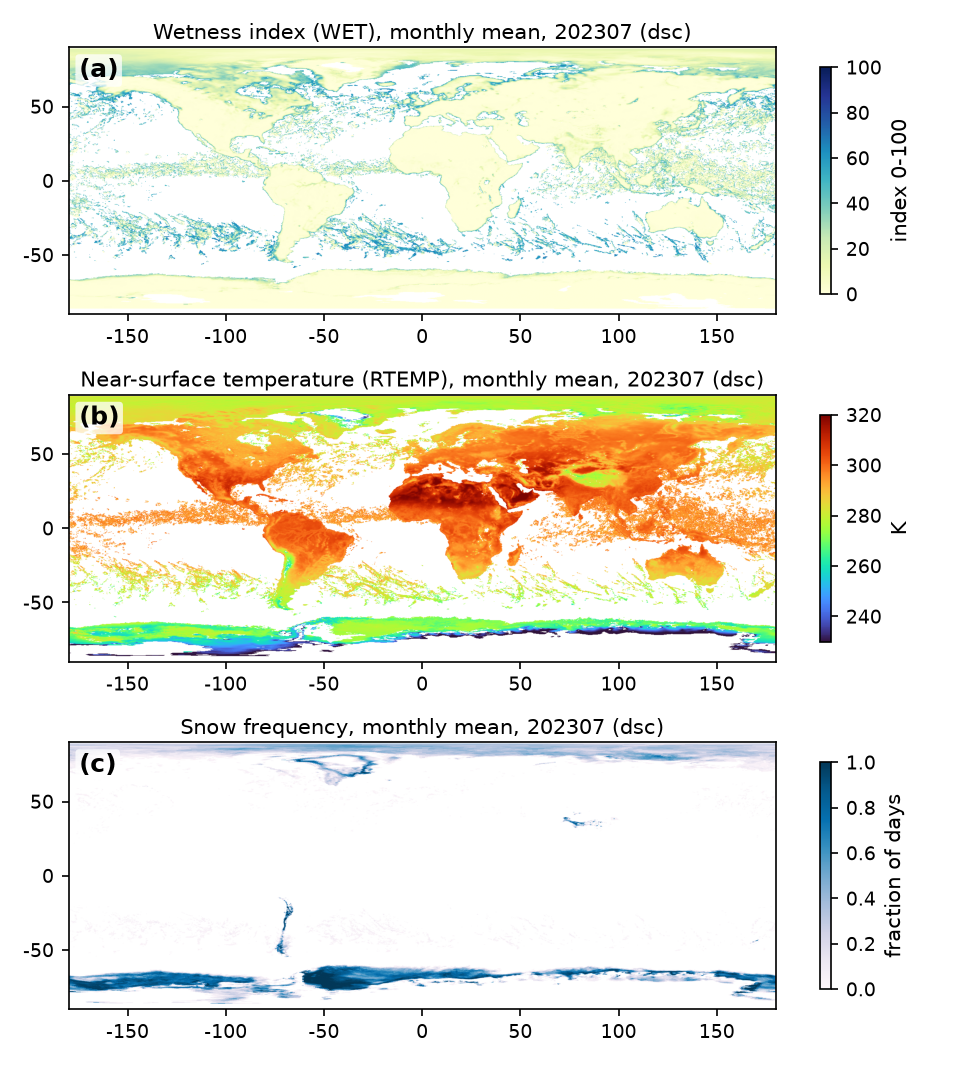 Wetness index (WET), monthly mean, 202307 (dsc)
(a)
50
0
-50
-150 -100 -50 0 50 100 150
100
80
60
40
20
0
index 0-100
Near-surface temperature (RTEMP), monthly mean, 202307 (dsc)
(b)
50
0
-50
-150 -100 -50 0 50 100 150
320
300
280
260
240
K
Snow frequency, monthly mean, 202307 (dsc)
(c)
50
0
-50
-150 -100 -50 0 50 100 150
1.0
0.8
0.6
0.4
0.2
0.0
fraction of days